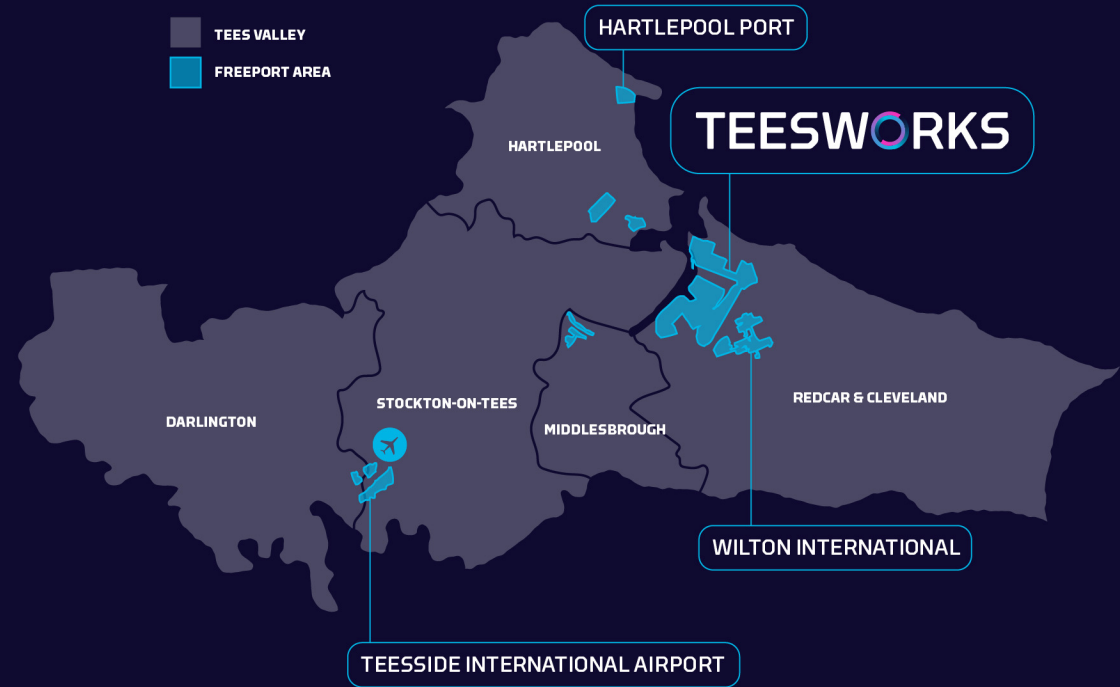 HARTLEPOOL PORT
TEES VALLEY
FREEPORT AREA
TEESWORKS
HARTLEPOOL
REDCAR & CLEVELAND
STOCKTON-ON-TEES
DARLINGTON
MIDDLESBROUGH
WILTON INTERNATIONAL
TEESSIDE INTERNATIONAL AIRPORT